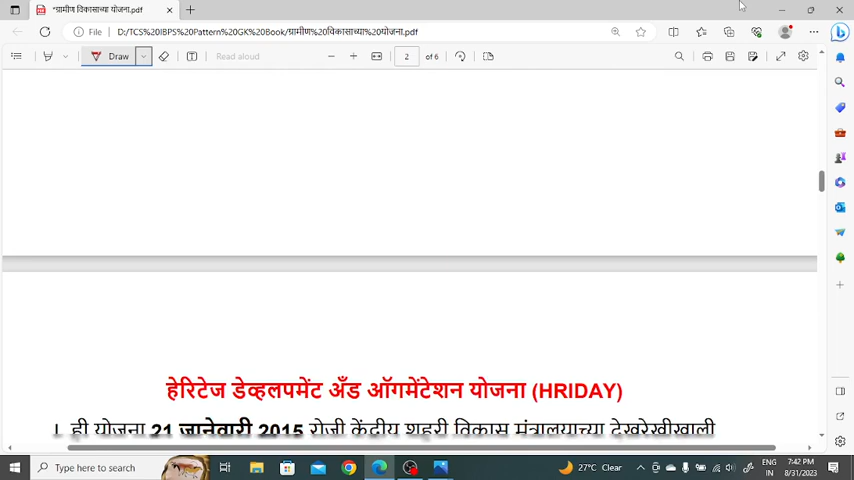 *ग्रामीण विकासाच्या योजना.pdf
File
D:/TCS%20IBPS%20Pattern%20GK%20Book/ग्रामीण%20विकासाच्या%20योजना.pdf
Draw
Read aloud
2
of 6
हेरिटेज डेव्हलपमेंट अँड ऑगमेंटेशन योजना (HRIDAY)
ही योजना 21 जानेवारी 2015 रोजी केंद्रीय शहरी विकास मंत्रालयाच्या देखरेखीखाली
Type here to search
27°C Clear
ENG
IN
7:42 PM
8/31/2023